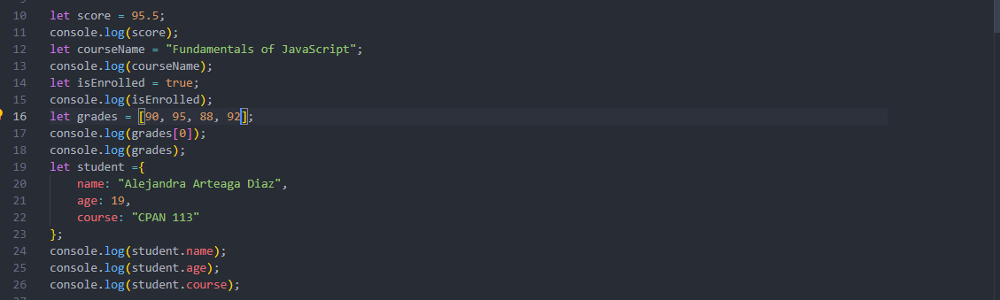 10 let score = 95.5;
11 console.log(score);
12 let courseName = "Fundamentals of JavaScript";
13 console.log(courseName);
14 let isEnrolled = true;
15 console.log(isEnrolled);
16 let grades = [90, 95, 88, 92];
17 console.log(grades[0]);
18 console.log(grades);
19 let student ={
20     name: "Alejandra Arteaga Diaz",
21     age: 19,
22     course: "CPAN 113"
23 };
24 console.log(student.name);
25 console.log(student.age);
26 console.log(student.course);